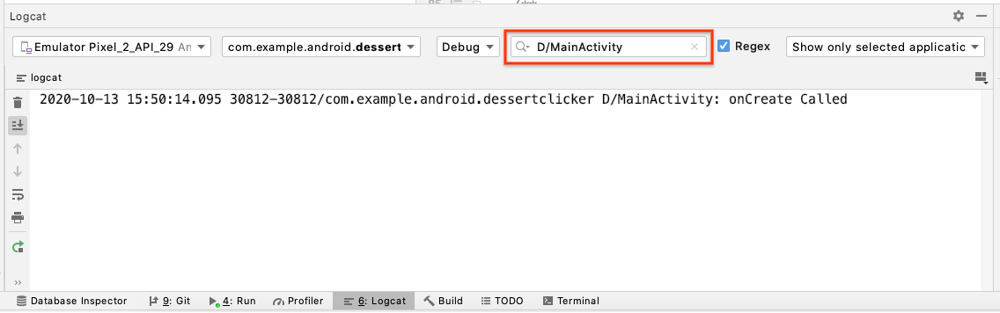 Logcat
Emulator Pixel_2_API_29 An
com.example.android.dessert
Debug
D/MainActivity
Regex
Show only selected applicatio
logcat
2020-10-13 15:50:14.095 30812-30812/com.example.android.dessertclicker D/MainActivity: onCreate Called
Database Inspector
9: Git
4: Run
Profiler
6: Logcat
Build
TODO
Terminal